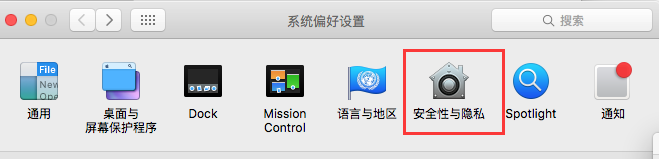 系统偏好设置
搜索
File
New
Ope
通用
桌面与
屏幕保护程序
Dock
Mission
Control
语言与地区
安全性与隐私
Spotlight
通知